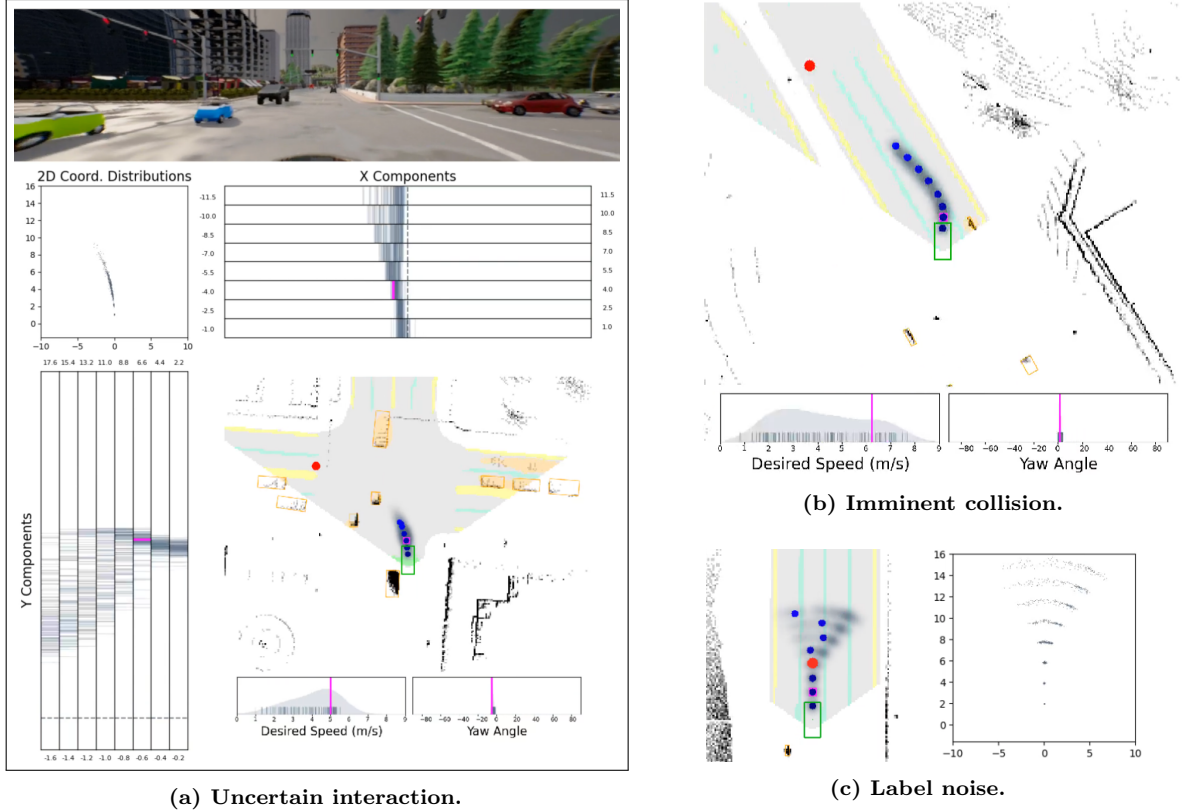 2D Coord. Distributions
X Components
16
14
12
10
8
6
4
2
0
−10 −5 0 5 10
-11.5 11.5
-10.0 10.0
-8.5 8.5
-7.0 7.0
-5.5 5.5
-4.0 4.0
-2.5 2.5
-1.0 1.0
17.6 15.4 13.2 11.0 8.8 6.6 4.4 2.2
Y Components
-1.6 -1.4 -1.2 -1.0 -0.8 -0.6 -0.4 -0.2
0 1 2 3 4 5 6 7 8 9
Desired Speed (m/s)
−80 −60 −40 −20 0 20 40 60 80
Yaw Angle
(a) Uncertain interaction.
0 1 2 3 4 5 6 7 8 9
Desired Speed (m/s)
−80 −60 −40 −20 0 20 40 60 80
Yaw Angle
(b) Imminent collision.
16
14
12
10
8
6
4
2
0
−10 −5 0 5 10
(c) Label noise.